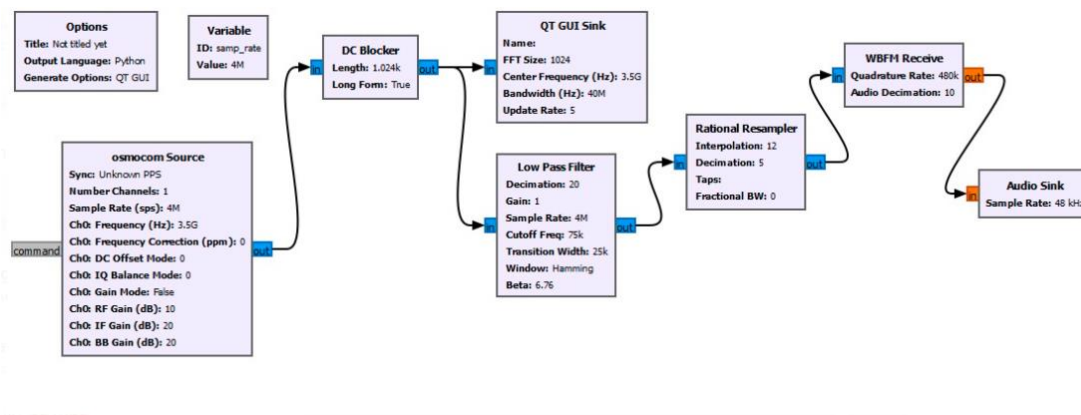 Options
Title: Not titled yet
Output Language: Python
Generate Options: QT GUI
Variable
ID: samp_rate
Value: 4M
osmocom Source
Sync: Unknown PPS
Number Channels: 1
Sample Rate (sps): 4M
Ch0: Frequency (Hz): 3.5G
Ch0: Frequency Correction (ppm): 0
Ch0: DC Offset Mode: 0
Ch0: IQ Balance Mode: 0
Ch0: Gain Mode: False
Ch0: RF Gain (dB): 10
Ch0: IF Gain (dB): 20
Ch0: BB Gain (dB): 20
command
out
DC Blocker
Length: 1.024k
Long Form: True
in
out
QT GUI Sink
Name:
FFT Size: 1024
Center Frequency (Hz): 3.5G
Bandwidth (Hz): 40M
Update Rate: 5
in
Low Pass Filter
Decimation: 20
Gain: 1
Sample Rate: 4M
Cutoff Freq: 75k
Transition Width: 25k
Window: Hamming
Beta: 6.76
in
out
Rational Resampler
Interpolation: 12
Decimation: 5
Taps:
Fractional BW: 0
in
out
WBFM Receive
Quadrature Rate: 480k
Audio Decimation: 10
in
out
Audio Sink
Sample Rate: 48 kHz
in